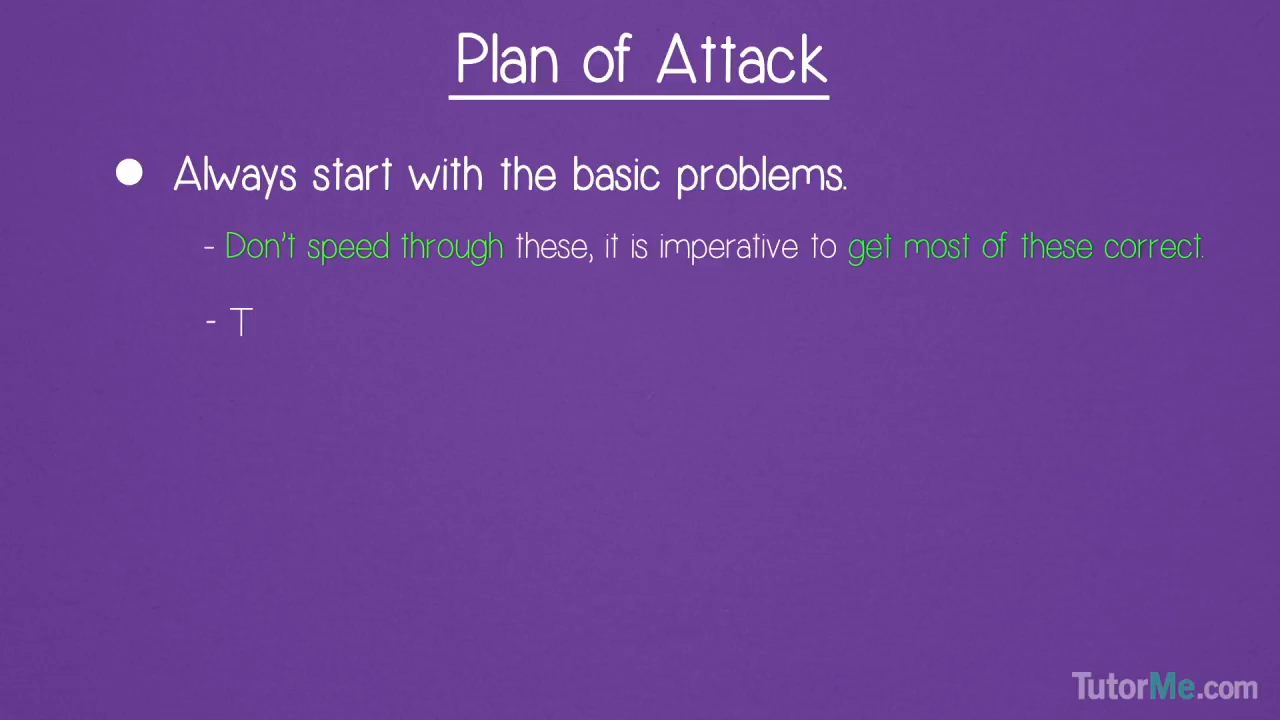 Plan of Attack
● Always start with the basic problems.
- Don't speed through these, it is imperative to get most of these correct.
- T
TutorMe.com